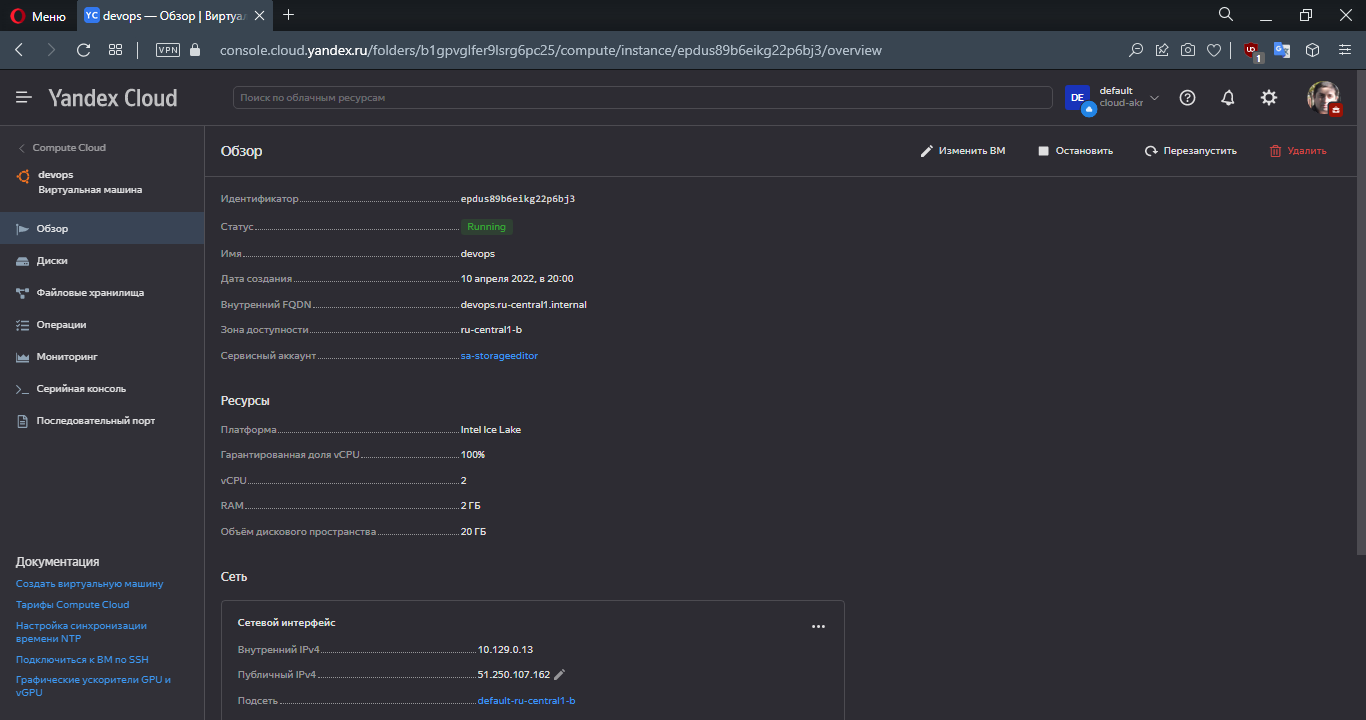 Меню
YC devops — Обзор | Виртуа
VPN
console.cloud.yandex.ru/folders/b1gpvglfer9lsrg6pc25/compute/instance/epdus89b6eikg22p6bj3/overview
1
Yandex Cloud
Поиск по облачным ресурсам
DE
default
cloud-akr
Compute Cloud
devops
Виртуальная машина
Обзор
Диски
Файловые хранилища
Операции
Мониторинг
Серийная консоль
Последовательный порт
Документация
Создать виртуальную машину
Тарифы Compute Cloud
Настройка синхронизации
времени NTP
Подключиться к ВМ по SSH
Графические ускорители GPU и
vGPU
Обзор
Изменить ВМ
Остановить
Перезапустить
Удалить
Идентификатор epdus89b6eikg22p6bj3
Статус Running
Имя devops
Дата создания 10 апреля 2022, в 20:00
Внутренний FQDN devops.ru-central1.internal
Зона доступности ru-central1-b
Сервисный аккаунт sa-storageeditor
Ресурсы
Платформа Intel Ice Lake
Гарантированная доля vCPU 100%
vCPU 2
RAM 2 ГБ
Объём дискового пространства 20 ГБ
Сеть
Сетевой интерфейс
Внутренний IPv4 10.129.0.13
Публичный IPv4 51.250.107.162
Подсеть default-ru-central1-b